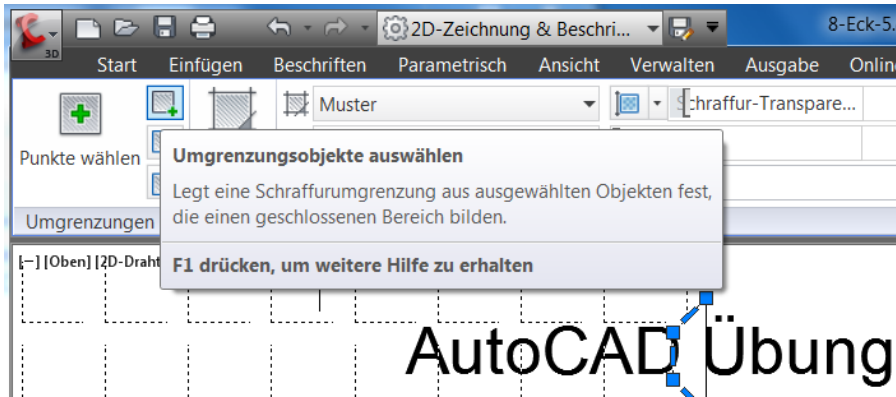 3D
2D-Zeichnung & Beschri...
8-Eck-5.
Start Einfügen Beschriften Parametrisch Ansicht Verwalten Ausgabe Online
Muster
Schraffur-Transpare...
Punkte wählen
Umgrenzungsobjekte auswählen
Legt eine Schraffurumgrenzung aus ausgewählten Objekten fest,
die einen geschlossenen Bereich bilden.
Umgrenzungen
F1 drücken, um weitere Hilfe zu erhalten
[–] [Oben] [2D-Draht
AutoCAD Übung